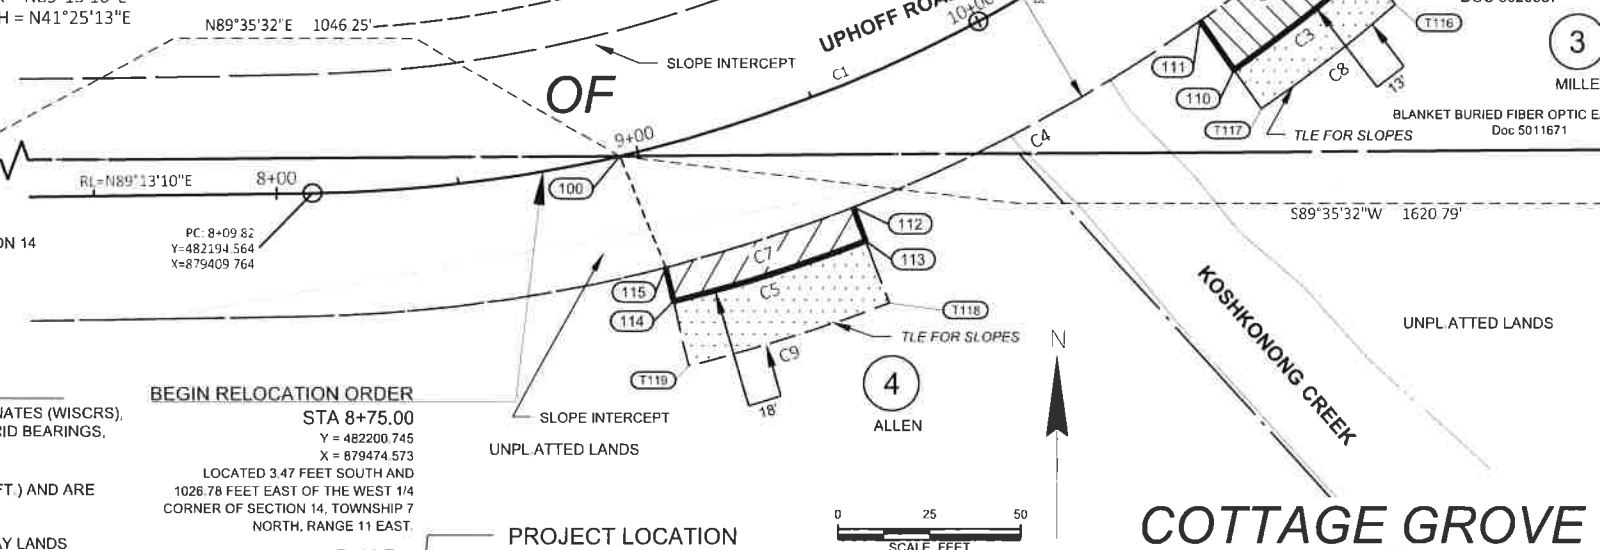 H = N41°25'13"E
N89°35'32"E 1046.25'
SLOPE INTERCEPT
OF
UPHOFF ROA
10+00
C1
9+00
8+00
RL=N89°13'10"E
100
ON 14
PC: 8+09.82
Y=482194.564
X=879409.764
111
110
C3
C8
13'
T116
T117
TLE FOR SLOPES
3
MILLE
BLANKET BURIED FIBER OPTIC E
Doc 5011671
C4
S89°35'32"W 1620.79'
112
113
C7
C5
115
114
T118
TLE FOR SLOPES
C9
T119
18'
4
ALLEN
N
KOSHKONONG CREEK
UNPLATTED LANDS
BEGIN RELOCATION ORDER
STA 8+75.00
Y = 482200.745
X = 879474.573
LOCATED 3.47 FEET SOUTH AND
1026.78 FEET EAST OF THE WEST 1/4
CORNER OF SECTION 14, TOWNSHIP 7
NORTH, RANGE 11 EAST.
SLOPE INTERCEPT
UNPLATTED LANDS
NATES (WISCRS),
RID BEARINGS,
FT.) AND ARE
AY LANDS
PROJECT LOCATION
0 25 50
SCALE, FEET
COTTAGE GROVE